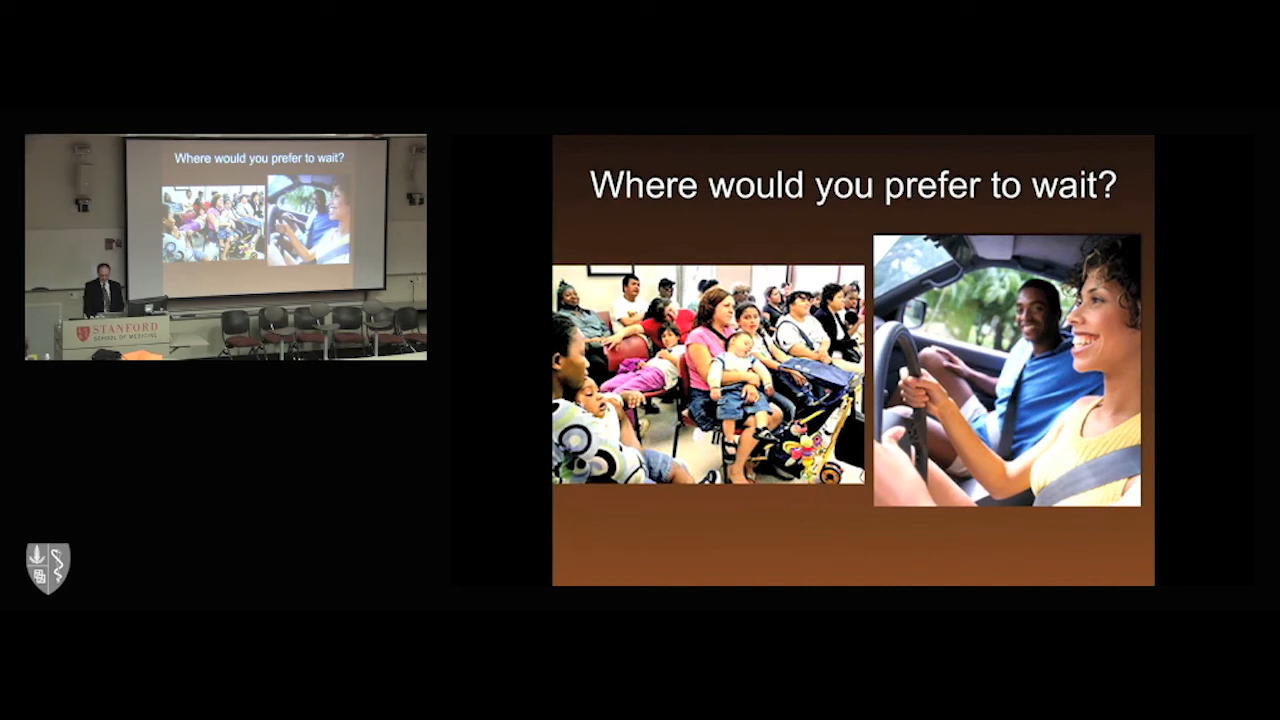 Where would you prefer to wait?
STANFORD
SCHOOL OF MEDICINE
Where would you prefer to wait?